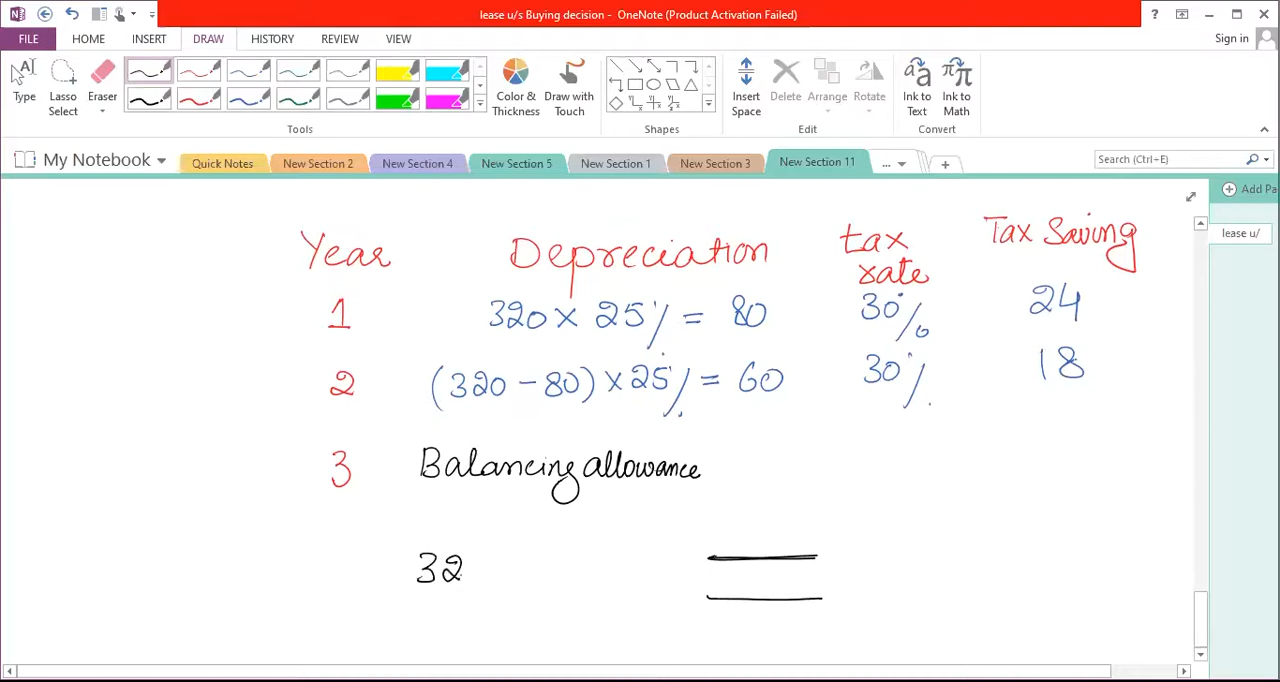 lease u/s Buying decision - OneNote (Product Activation Failed)
?
Sign in
FILE HOME INSERT DRAW HISTORY REVIEW VIEW
Type Lasso Select Eraser
Color & Thickness Draw with Touch
Insert Space Delete Arrange Rotate
Ink to Text Ink to Math
Tools Shapes Edit Convert
My Notebook Quick Notes New Section 2 New Section 4 New Section 5 New Section 1 New Section 3 New Section 11 ...
Search (Ctrl+E)
Add Pa
lease u/
Year Depreciation tax rate Tax Saving
1 320 × 25% = 80 30% 24
2 (320 - 80) × 25% = 60 30% 18
3 Balancing allowance
32